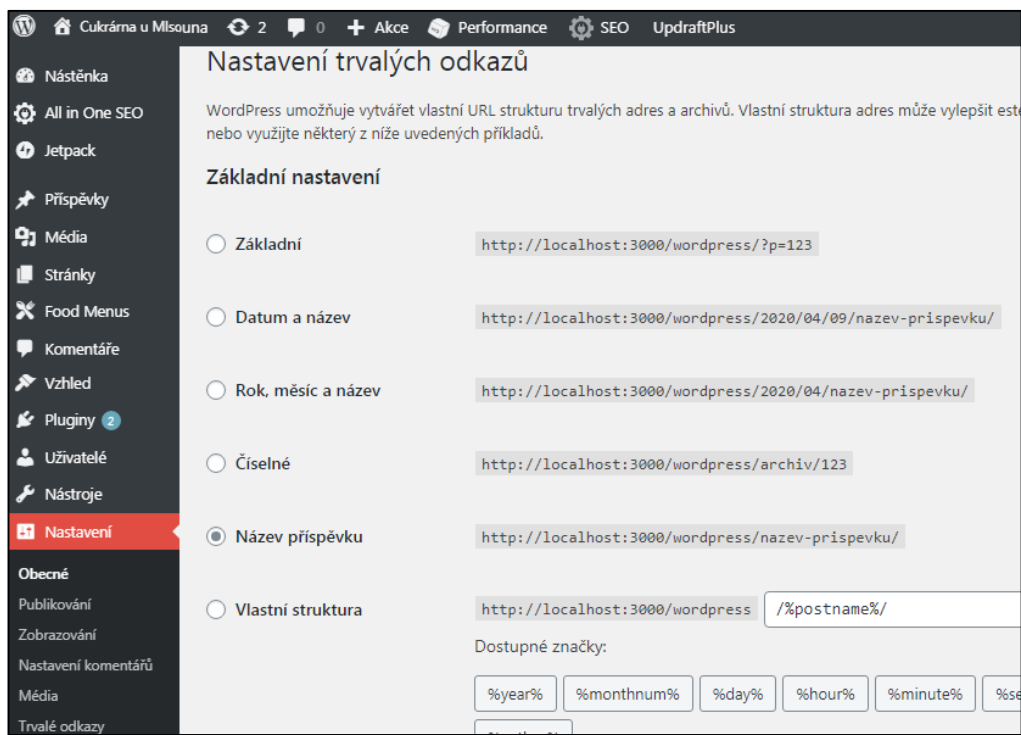 Cukrárna u Mlsouna 2 0 Akce Performance SEO UpdraftPlus
Nástěnka
All in One SEO
Jetpack
Příspěvky
Média
Stránky
Food Menus
Komentáře
Vzhled
Pluginy 2
Uživatelé
Nástroje
Nastavení
Obecné
Publikování
Zobrazování
Nastavení komentářů
Média
Trvalé odkazy
Nastavení trvalých odkazů
WordPress umožňuje vytvářet vlastní URL strukturu trvalých adres a archivů. Vlastní struktura adres může vylepšit
nebo využijte některý z níže uvedených příkladů.
Základní nastavení
Základní http://localhost:3000/wordpress/?p=123
Datum a název http://localhost:3000/wordpress/2020/04/09/nazev-prispevku/
Rok, měsíc a název http://localhost:3000/wordpress/2020/04/nazev-prispevku/
Číselné http://localhost:3000/wordpress/archiv/123
Název příspěvku http://localhost:3000/wordpress/nazev-prispevku/
Vlastní struktura http://localhost:3000/wordpress /%postname%/
Dostupné značky:
%year% %monthnum% %day% %hour% %minute%